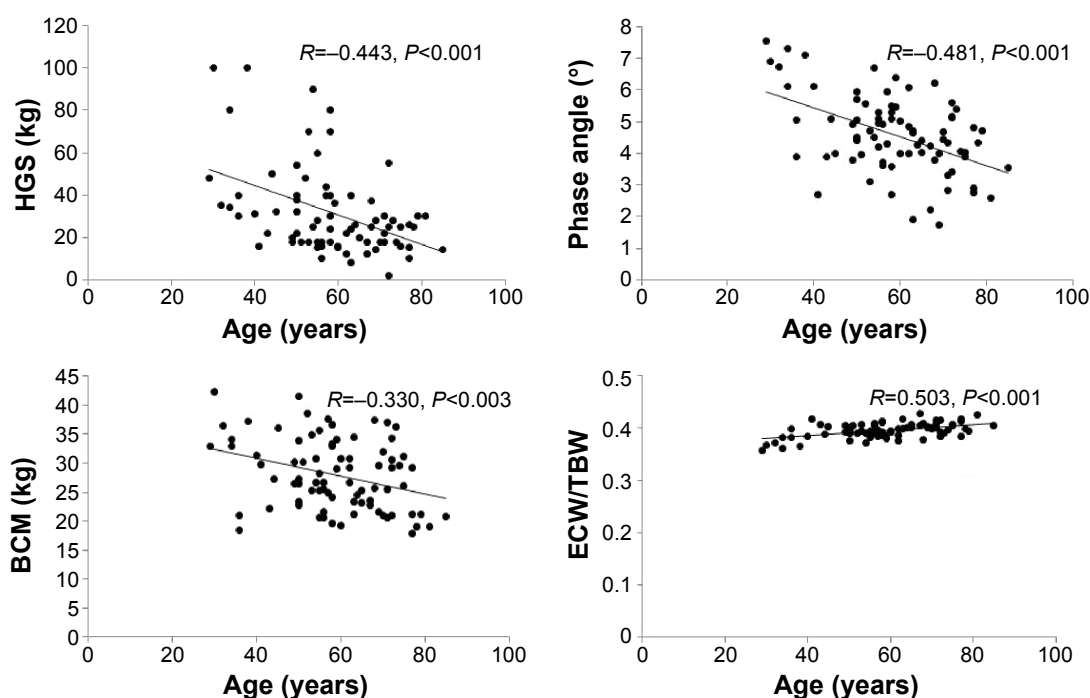 120
100
80
60
40
20
0
HGS (kg)
R=–0.443, P<0.001
0 20 40 60 80 100
Age (years)
8
7
6
5
4
3
2
1
0
Phase angle (°)
R=–0.481, P<0.001
0 20 40 60 80 100
Age (years)
45
40
35
30
25
20
15
10
5
0
BCM (kg)
R=–0.330, P<0.003
0 20 40 60 80 100
Age (years)
0.5
0.4
0.3
0.2
0.1
0
ECW/TBW
R=0.503, P<0.001
0 20 40 60 80 100
Age (years)